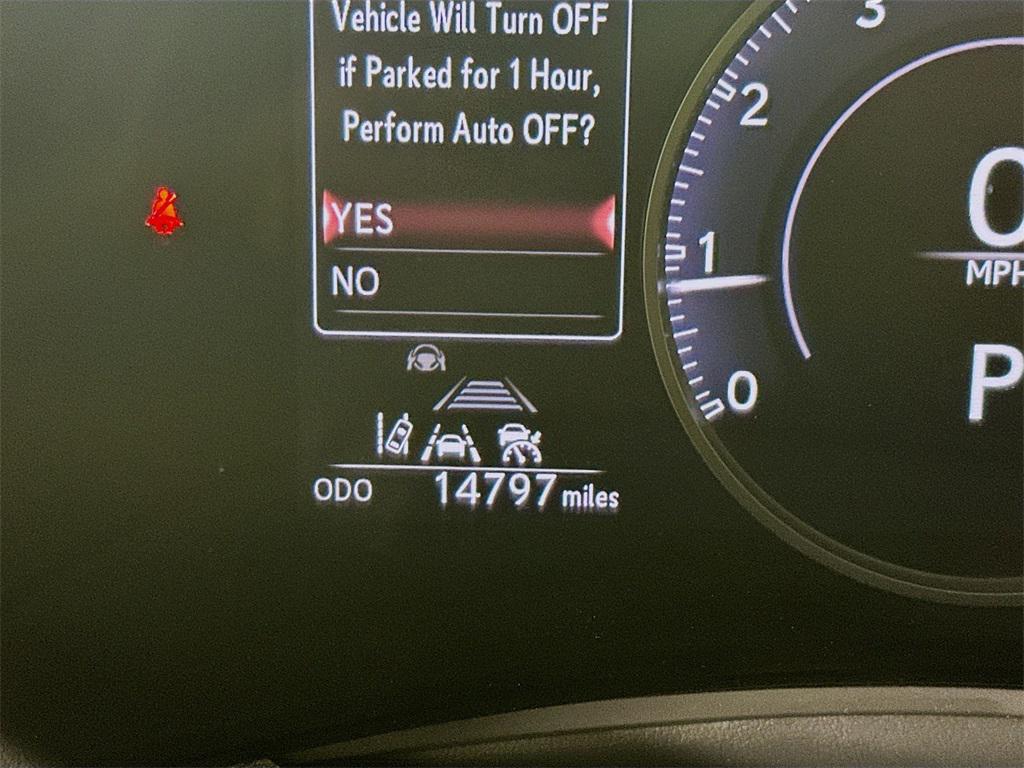 Vehicle Will Turn OFF
if Parked for 1 Hour,
Perform Auto OFF?
YES
NO
ODO 14797 miles
3
2
1
0
0
MPH
P